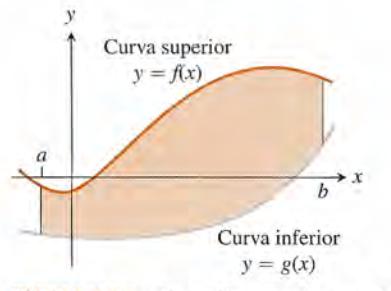 y
Curva superior
y = f(x)
a
x
b
Curva inferior
y = g(x)